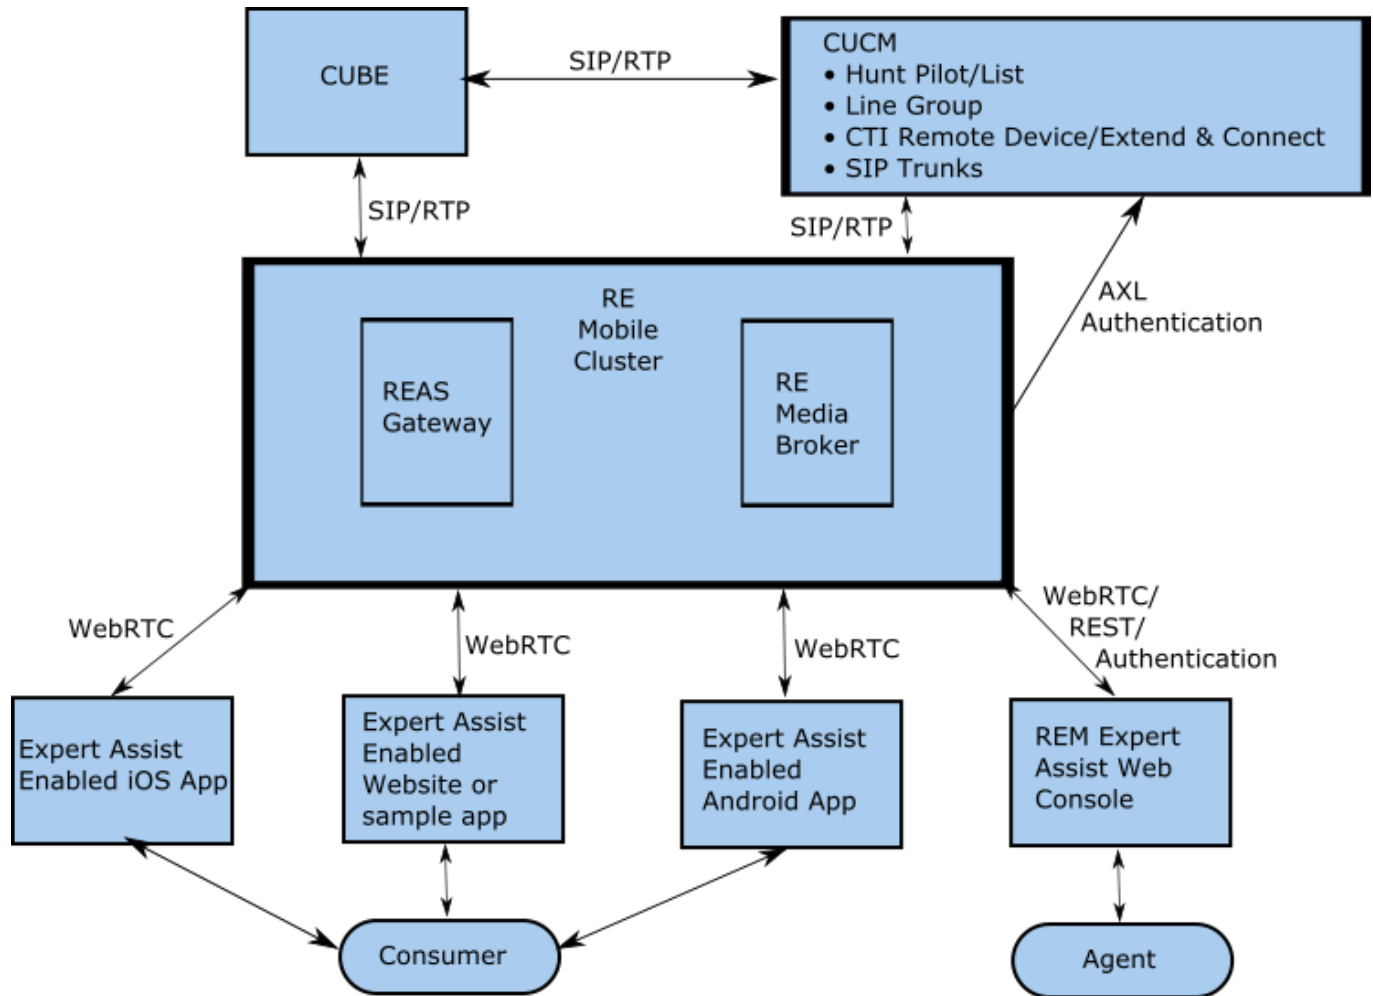 CUBE
SIP/RTP
CUCM
• Hunt Pilot/List
• Line Group
• CTI Remote Device/Extend & Connect
• SIP Trunks
SIP/RTP
SIP/RTP
AXL
Authentication
RE
Mobile
Cluster
REAS
Gateway
RE
Media
Broker
WebRTC
WebRTC
WebRTC
WebRTC/
REST/
Authentication
Expert Assist
Enabled iOS App
Expert Assist
Enabled
Website or
sample app
Expert Assist
Enabled
Android App
REM Expert
Assist Web
Console
Consumer
Agent